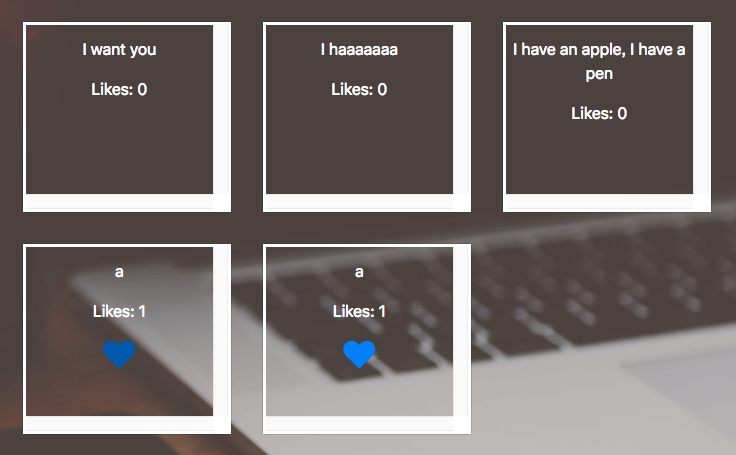 I want you
Likes: 0
I haaaaaaa
Likes: 0
I have an apple, I have a
pen
Likes: 0
a
Likes: 1
a
Likes: 1